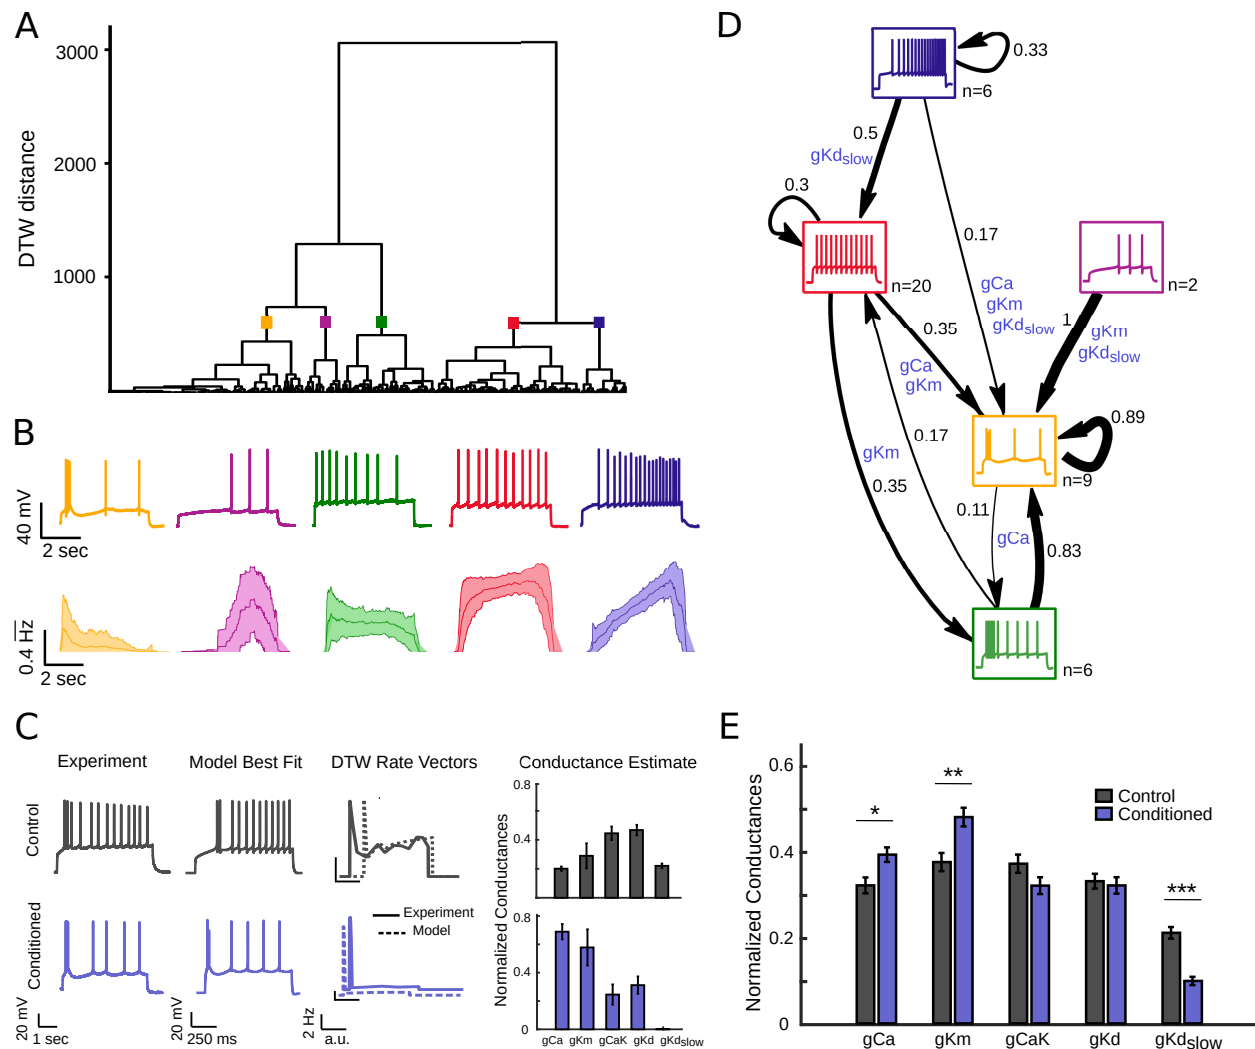 A
DTW distance
3000
2000
1000
B
40 mV
2 sec
0.4 Hz
2 sec
C
Experiment
Model Best Fit
DTW Rate Vectors
Conductance Estimate
Control
Conditioned
20 mV
1 sec
20 mV
250 ms
2 Hz
a.u.
Experiment
Model
Normalized Conductances
0.8
0.4
0.8
0.4
0
gCa
gKm
gCaK
gKd
gKdslow
D
0.33
n=6
0.5
gKdslow
0.3
n=20
0.17
gCa
gKm
gKdslow
n=2
1
gKm
gKdslow
0.35
gCa
gKm
0.17
gKm
0.35
0.89
n=9
0.11
gCa
0.83
n=6
E
Normalized Conductances
0.6
0.4
0.2
0
*
**
***
Control
Conditioned
gCa
gKm
gCaK
gKd
gKdslow